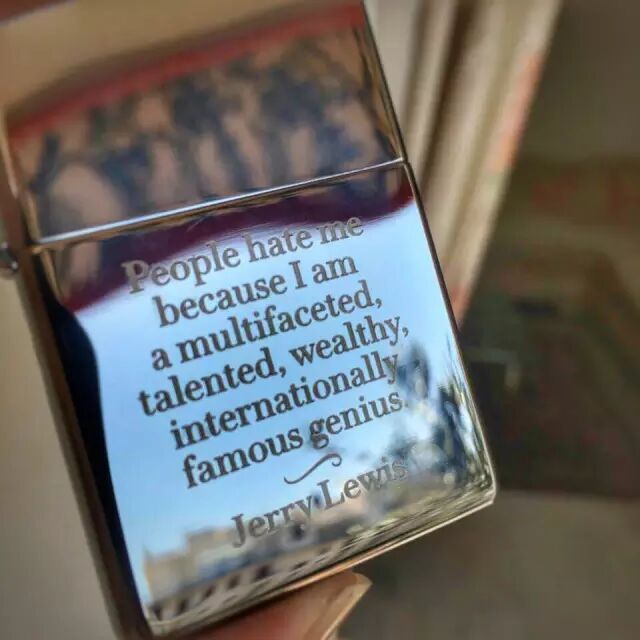 People hate me
because I am
a multifaceted,
talented, wealthy,
internationally
famous genius.
Jerry Lewis